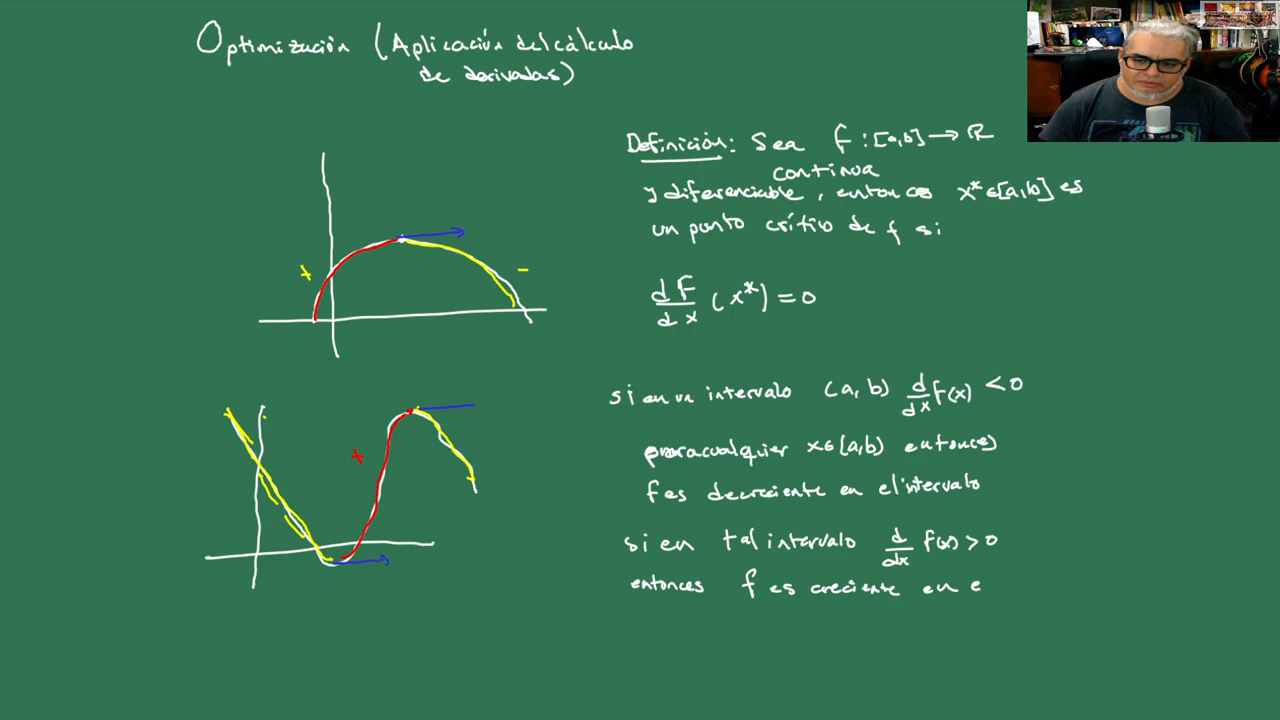 Optimización (Aplicación del cálculo
de derivadas)
Definición: Sea f : [a,b] → ℝ
continua
y diferenciable, entonces x* ∈ [a,b] es
un punto crítico de f si
df/dx (x*) = 0
si en un intervalo (a, b) d/dx f(x) < 0
para cualquier x ∈ (a,b) entonces
f es decreciente en el intervalo
si en tal intervalo d/dx f(x) > 0
entonces f es creciente en e
+
-
+